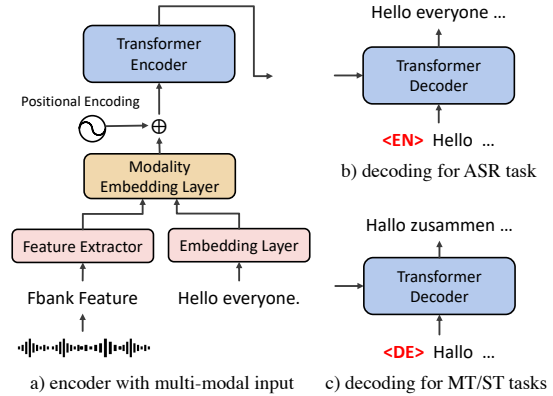 Transformer
Encoder
Positional Encoding
Modality
Embedding Layer
Feature Extractor
Embedding Layer
Fbank Feature
Hello everyone.
a) encoder with multi-modal input
Hello everyone ...
Transformer
Decoder
<EN> Hello ...
b) decoding for ASR task
Hallo zusammen ...
Transformer
Decoder
<DE> Hallo ...
c) decoding for MT/ST tasks